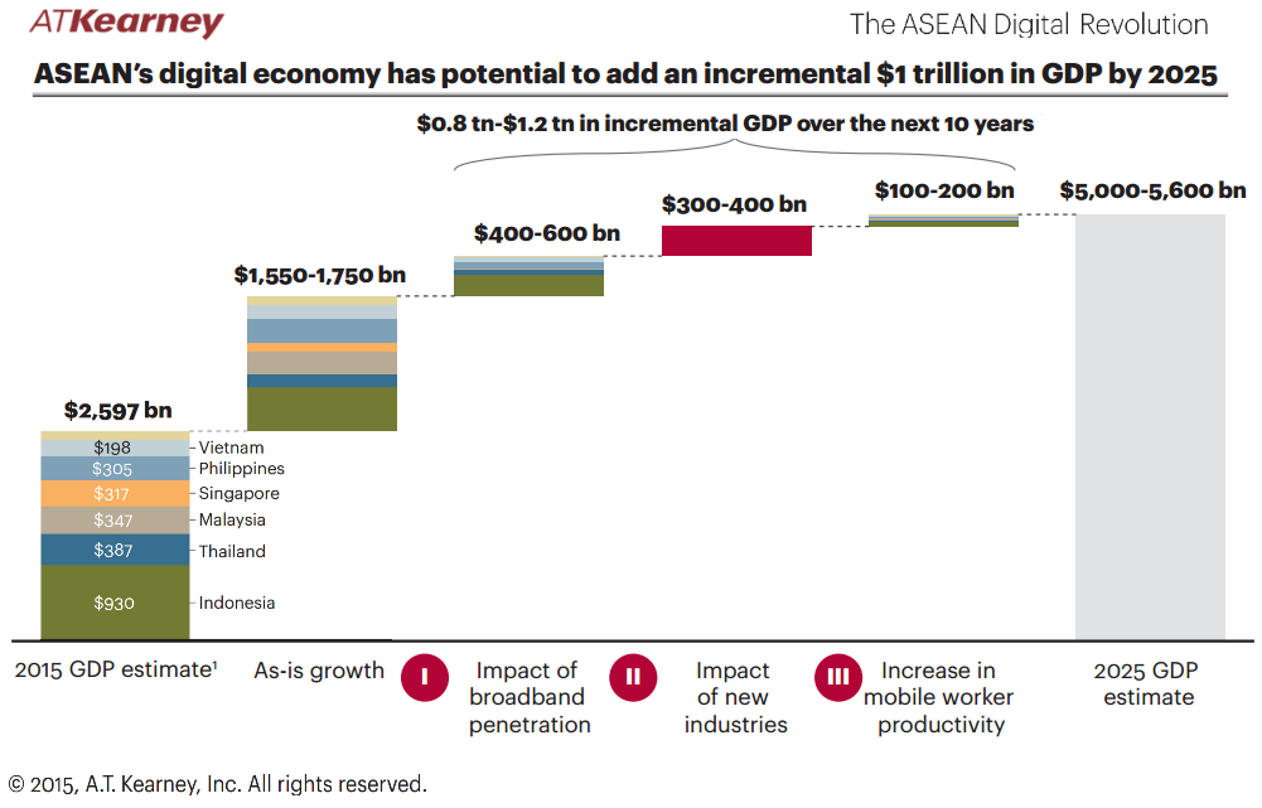 ATKearney
The ASEAN Digital Revolution
ASEAN's digital economy has potential to add an incremental $1 trillion in GDP by 2025
$0.8 tn-$1.2 tn in incremental GDP over the next 10 years
$2,597 bn
$1,550-1,750 bn
$400-600 bn
$300-400 bn
$100-200 bn
$5,000-5,600 bn
$198 Vietnam
$305 Philippines
$317 Singapore
$347 Malaysia
$387 Thailand
$930 Indonesia
2015 GDP estimate¹
As-is growth
I
Impact of
broadband
penetration
II
Impact
of new
industries
III
Increase in
mobile worker
productivity
2025 GDP
estimate
© 2015, A.T. Kearney, Inc. All rights reserved.